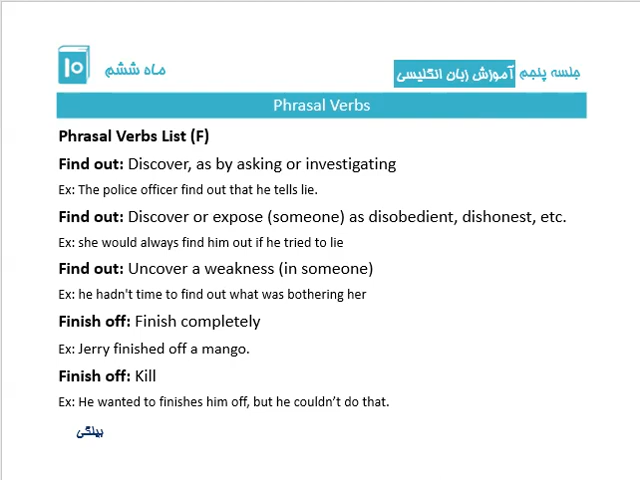 ۱۰ ماه ششم جلسه پنجم آموزش زبان انگلیسی
Phrasal Verbs
Phrasal Verbs List (F)
Find out: Discover, as by asking or investigating
Ex: The police officer find out that he tells lie.
Find out: Discover or expose (someone) as disobedient, dishonest, etc.
Ex: she would always find him out if he tried to lie
Find out: Uncover a weakness (in someone)
Ex: he hadn't time to find out what was bothering her
Finish off: Finish completely
Ex: Jerry finished off a mango.
Finish off: Kill
Ex: He wanted to finishes him off, but he couldn’t do that.
بیلگی